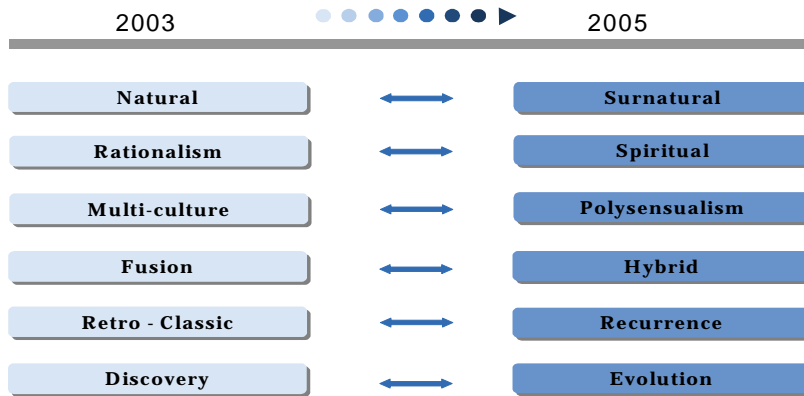 2003 2005
Natural Surnatural
Rationalism Spiritual
Multi-culture Polysensualism
Fusion Hybrid
Retro - Classic Recurrence
Discovery Evolution